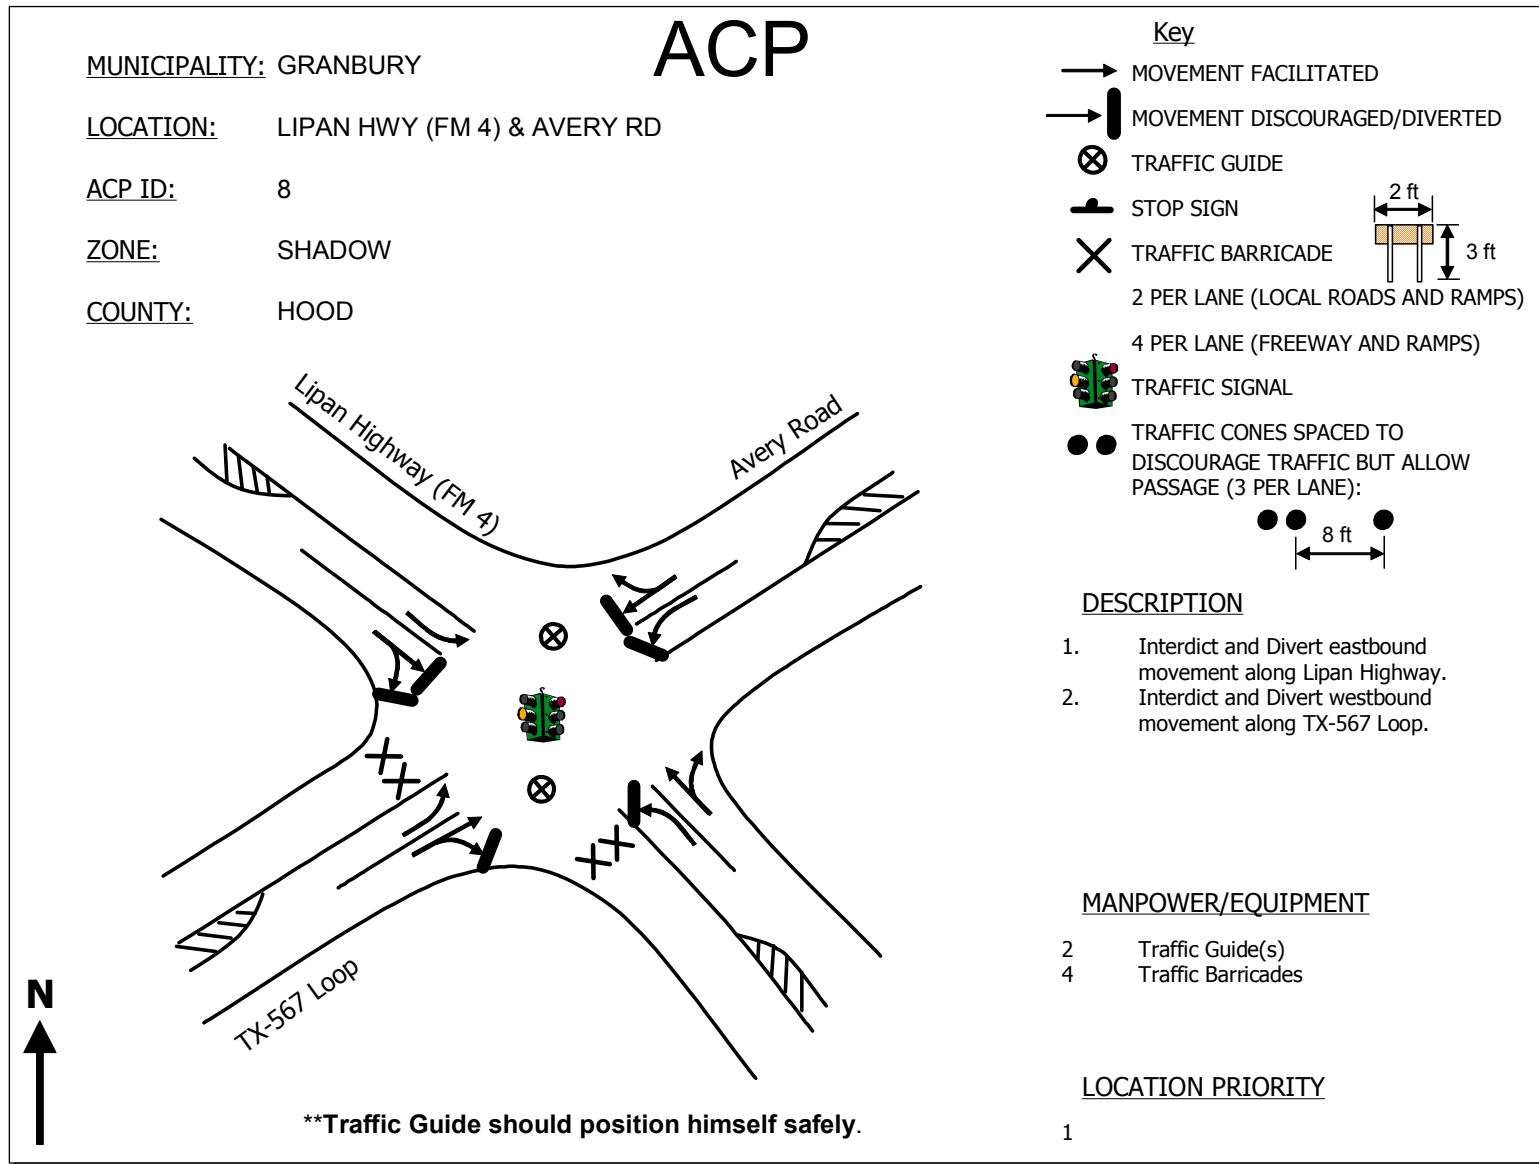 ACP
MUNICIPALITY: GRANBURY
LOCATION: LIPAN HWY (FM 4) & AVERY RD
ACP ID: 8
ZONE: SHADOW
COUNTY: HOOD
Key
MOVEMENT FACILITATED
MOVEMENT DISCOURAGED/DIVERTED
TRAFFIC GUIDE
STOP SIGN
TRAFFIC BARRICADE
2 ft
3 ft
2 PER LANE (LOCAL ROADS AND RAMPS)
4 PER LANE (FREEWAY AND RAMPS)
TRAFFIC SIGNAL
TRAFFIC CONES SPACED TO
DISCOURAGE TRAFFIC BUT ALLOW
PASSAGE (3 PER LANE):
8 ft
Lipan Highway (FM 4)
Avery Road
TX-567 Loop
N
**Traffic Guide should position himself safely.
DESCRIPTION
1. Interdict and Divert eastbound
movement along Lipan Highway.
2. Interdict and Divert westbound
movement along TX-567 Loop.
MANPOWER/EQUIPMENT
2 Traffic Guide(s)
4 Traffic Barricades
LOCATION PRIORITY
1